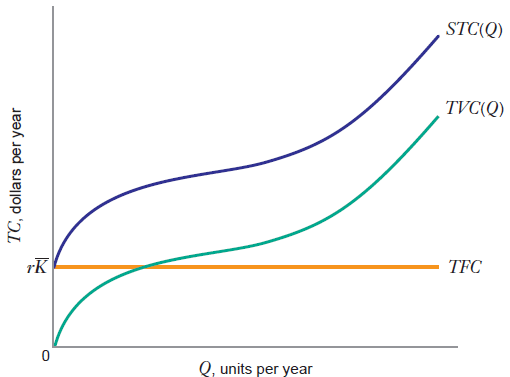 STC(Q)
TVC(Q)
TC, dollars per year
rK̅
TFC
0
Q, units per year